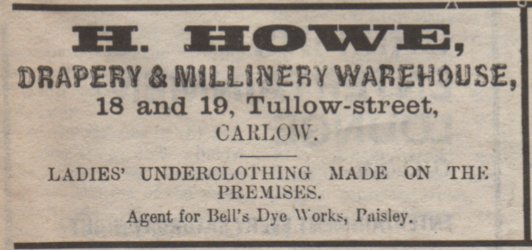 H. HOWE,
DRAPERY & MILLINERY WAREHOUSE,
18 and 19, Tullow-street,
CARLOW.
LADIES' UNDERCLOTHING MADE ON THE
PREMISES.
Agent for Bell's Dye Works, Paisley.